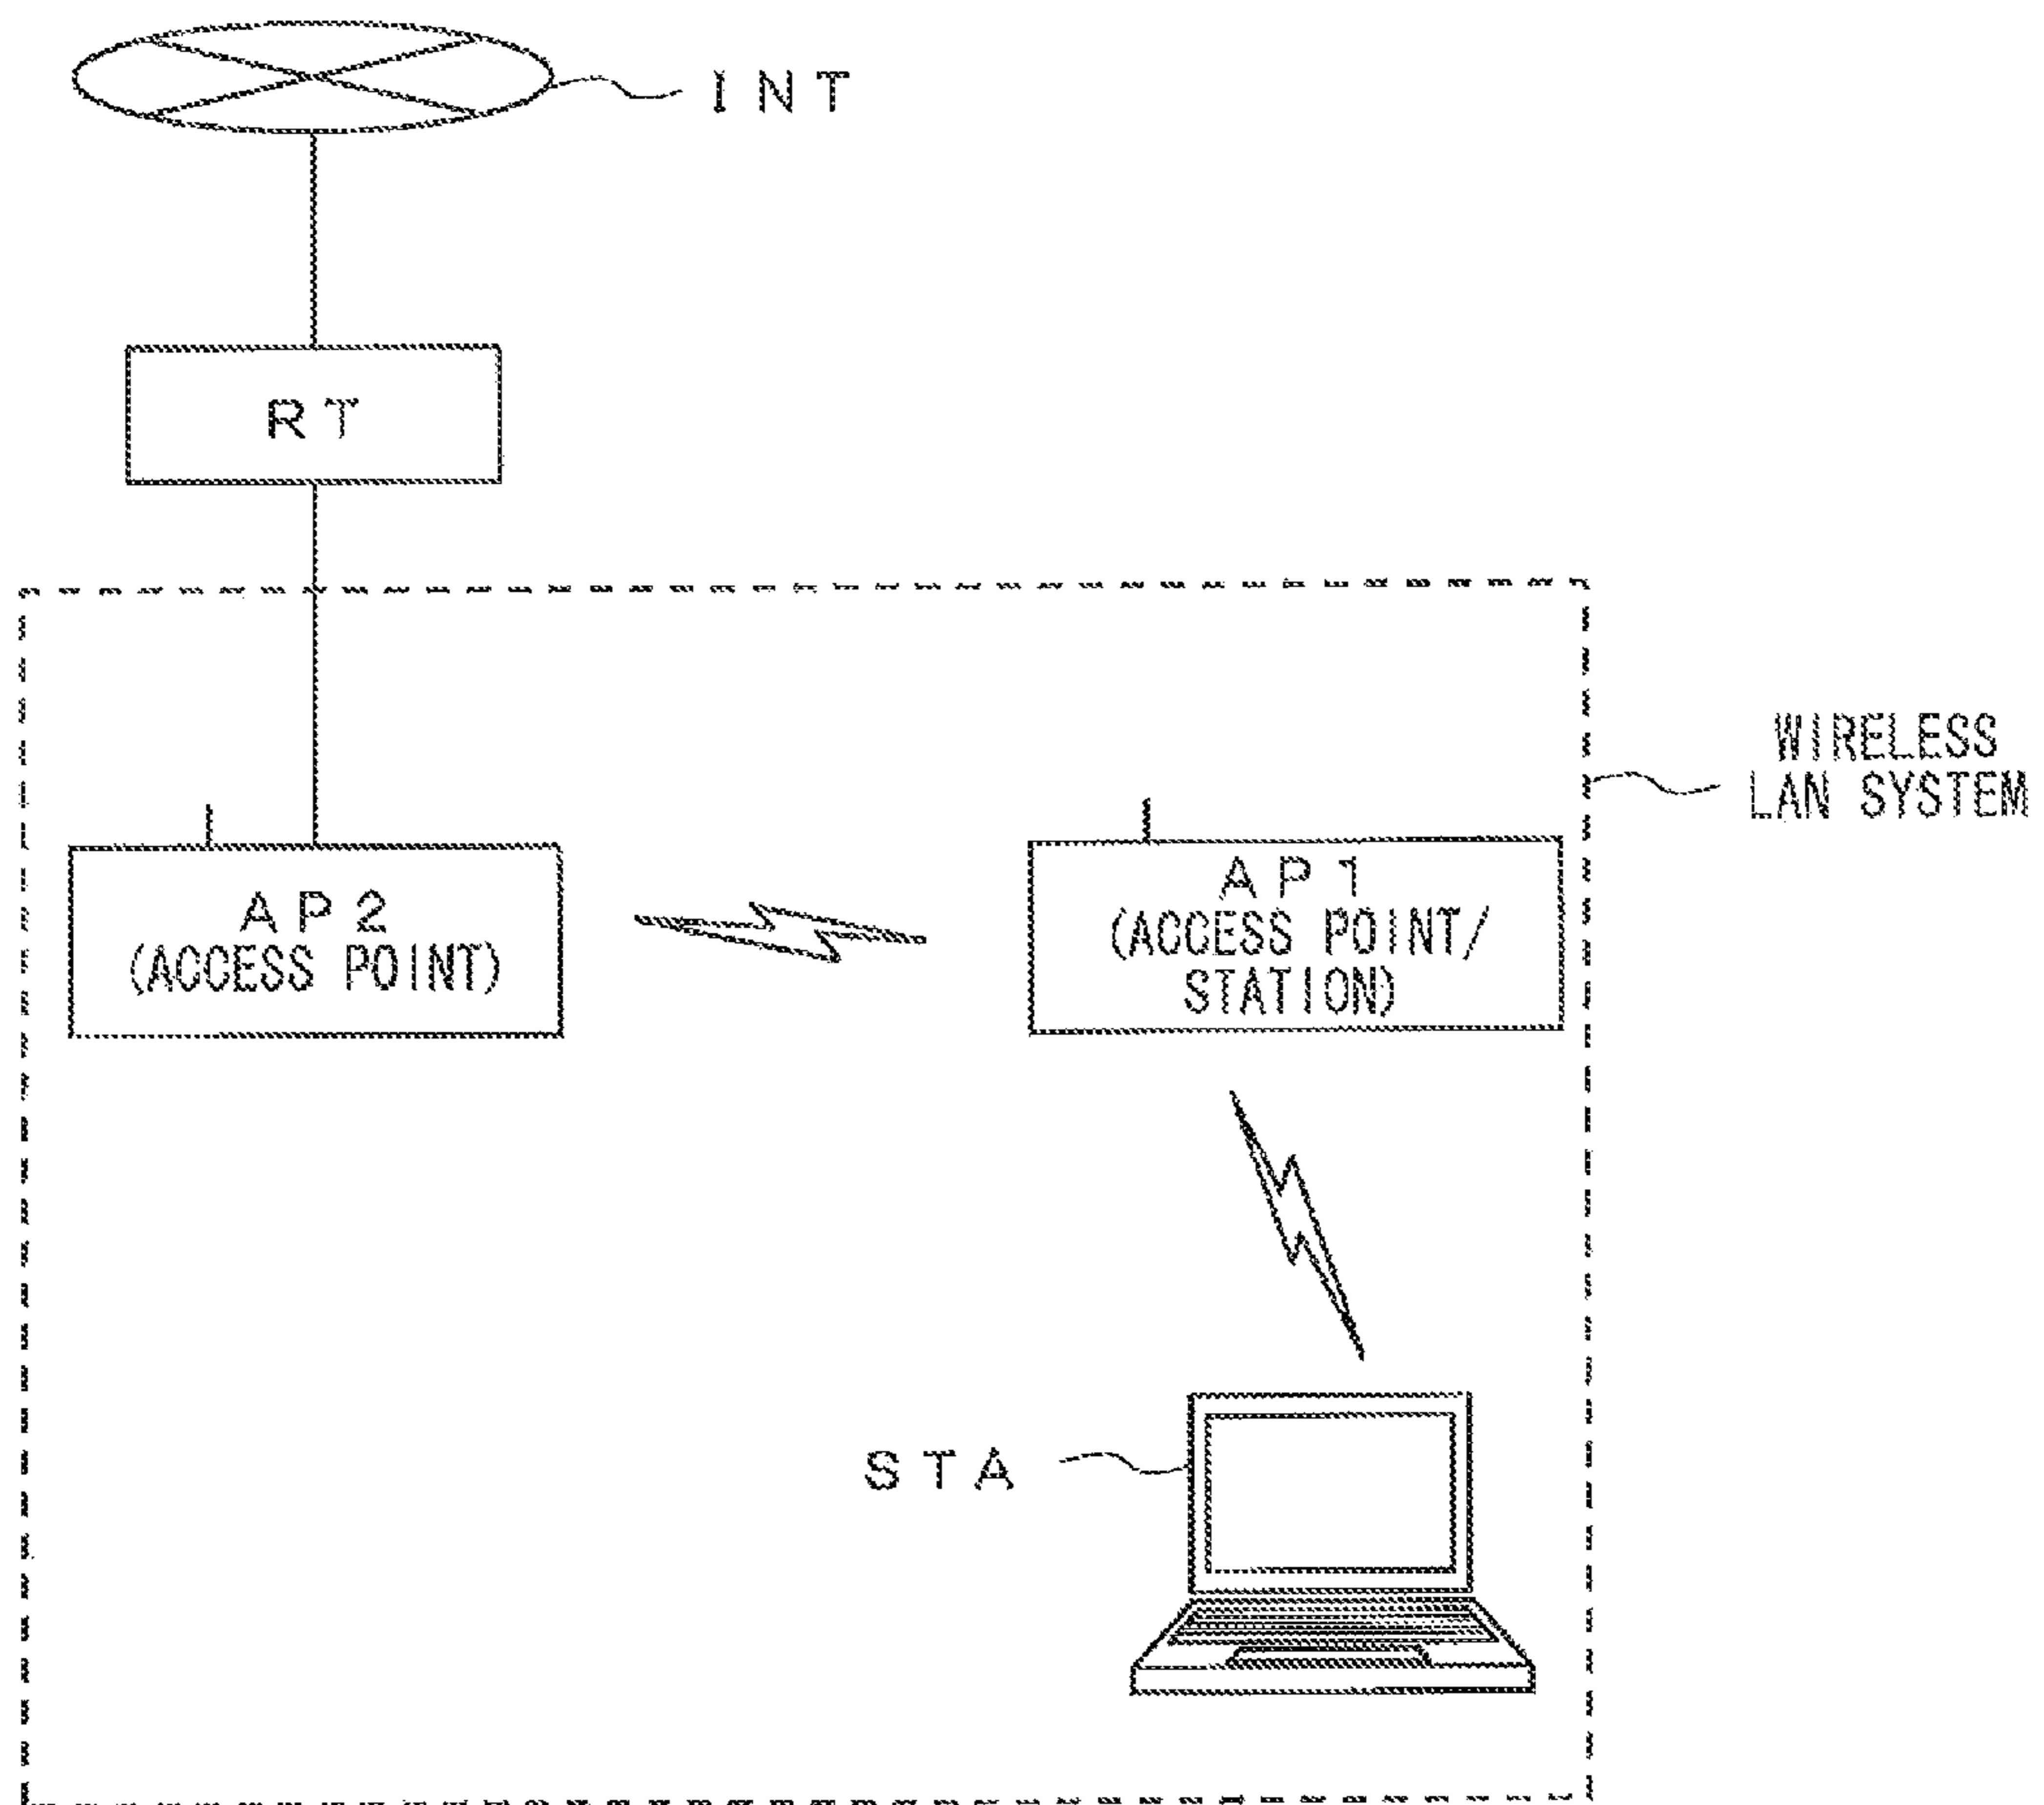 INT
RT
WIRELESS
LAN SYSTEM
AP2
(ACCESS POINT)
AP1
(ACCESS POINT/
STATION)
STA